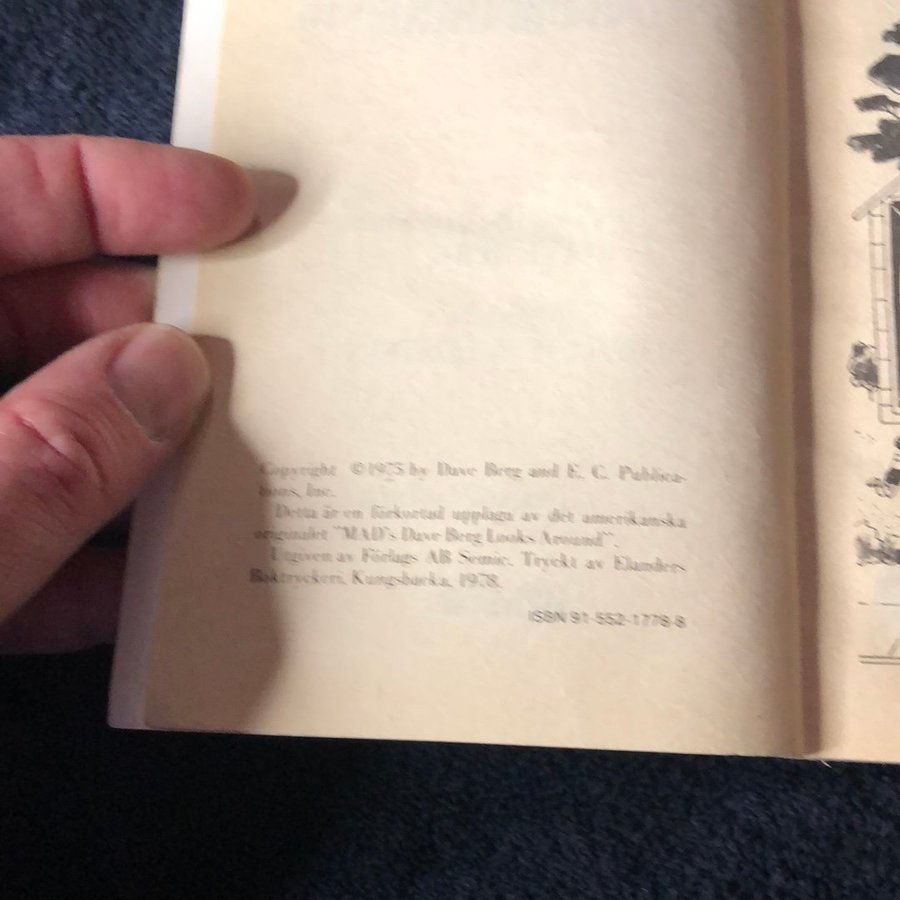 Copyright © 1975 by Dave Berg and E. C. Publica-
tions, Inc.
Detta är en förkortad upplaga av det amerikanska
originalet "MAD's Dave Berg Looks Around".
Utgiven av Förlags AB Semic. Tryckt av Elanders
Boktryckeri, Kungsbacka, 1978.
ISBN 91-552-1778-8